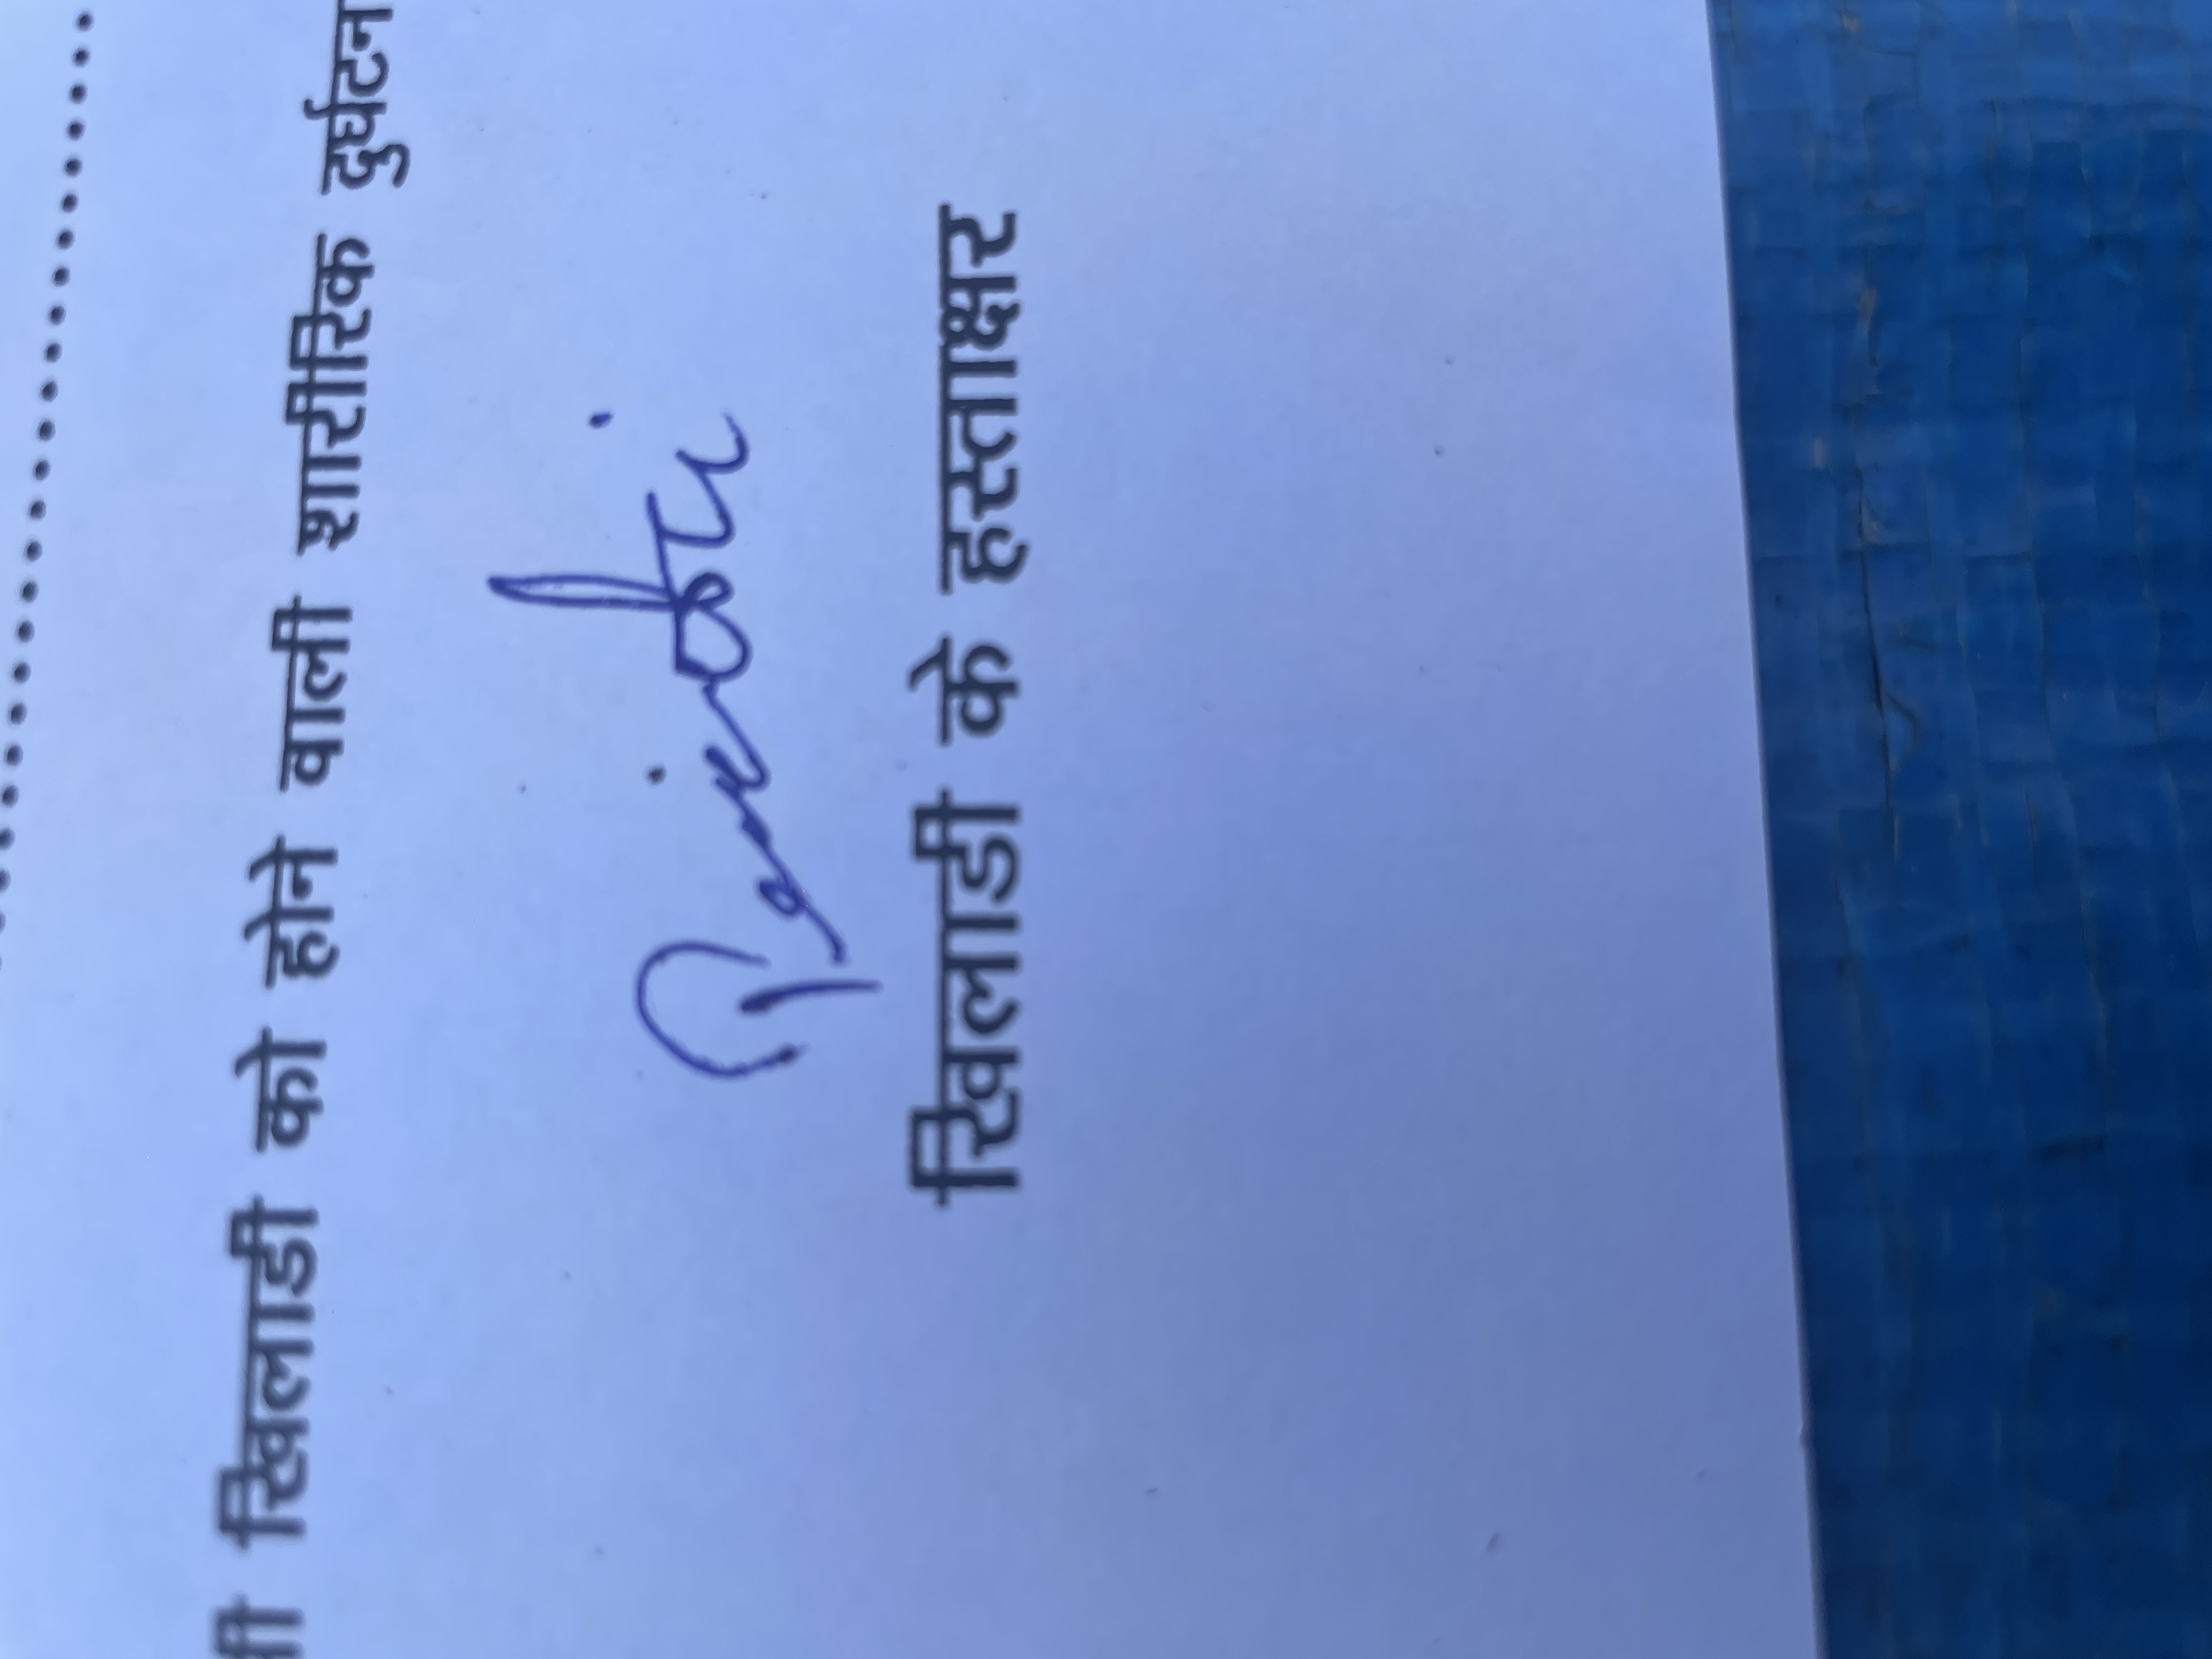 खिलाडी को होने वाली शारीरिक दुर्घटन
खिलाडी के हस्ताक्षर